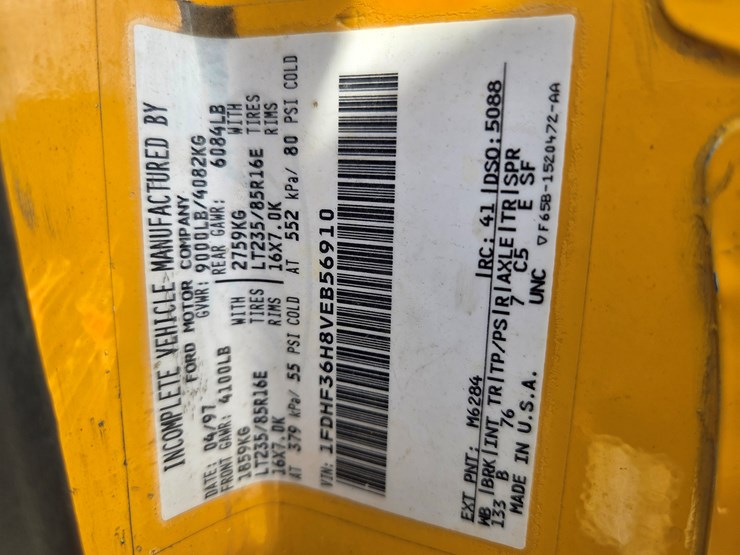 INCOMPLETE VEHICLE MANUFACTURED BY
FORD MOTOR COMPANY
DATE: 04/97 GVWR: 9000LB/4082KG
FRONT GAWR: 4100LB REAR GAWR: 6084LB
1859KG WITH 2759KG WITH
LT235/85R16E TIRES LT235/85R16E TIRES
16X7.0K RIMS 16X7.0K RIMS
AT 379 kPa/ 55 PSI COLD AT 552 kPa/ 80 PSI COLD
VIN: 1FDHF36H8VEB56910
EXT PNT: M6284 RC: 41 DSO: 5088
WB BRK INT TR TP/PS R AXLE TR SPR
133 B 76 7 C5 E SF
MADE IN U.S.A. UNC
▽F65B-1520472-AA